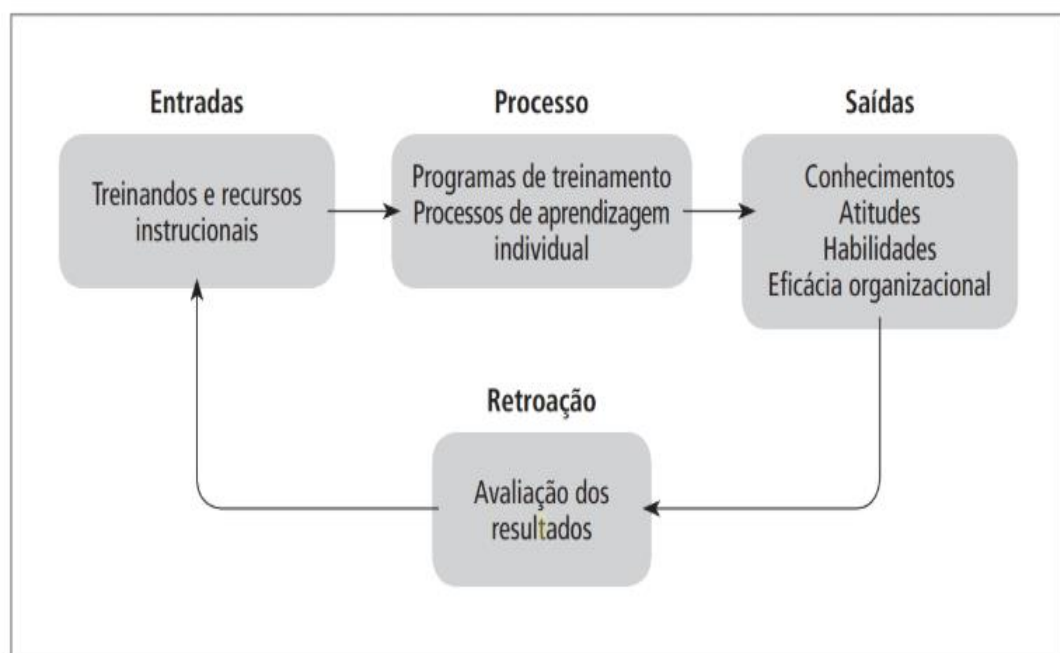 Entradas
Treinandos e recursos
instrucionais
Processo
Programas de treinamento
Processos de aprendizagem
individual
Saídas
Conhecimentos
Atitudes
Habilidades
Eficácia organizacional
Retroação
Avaliação dos
resultados